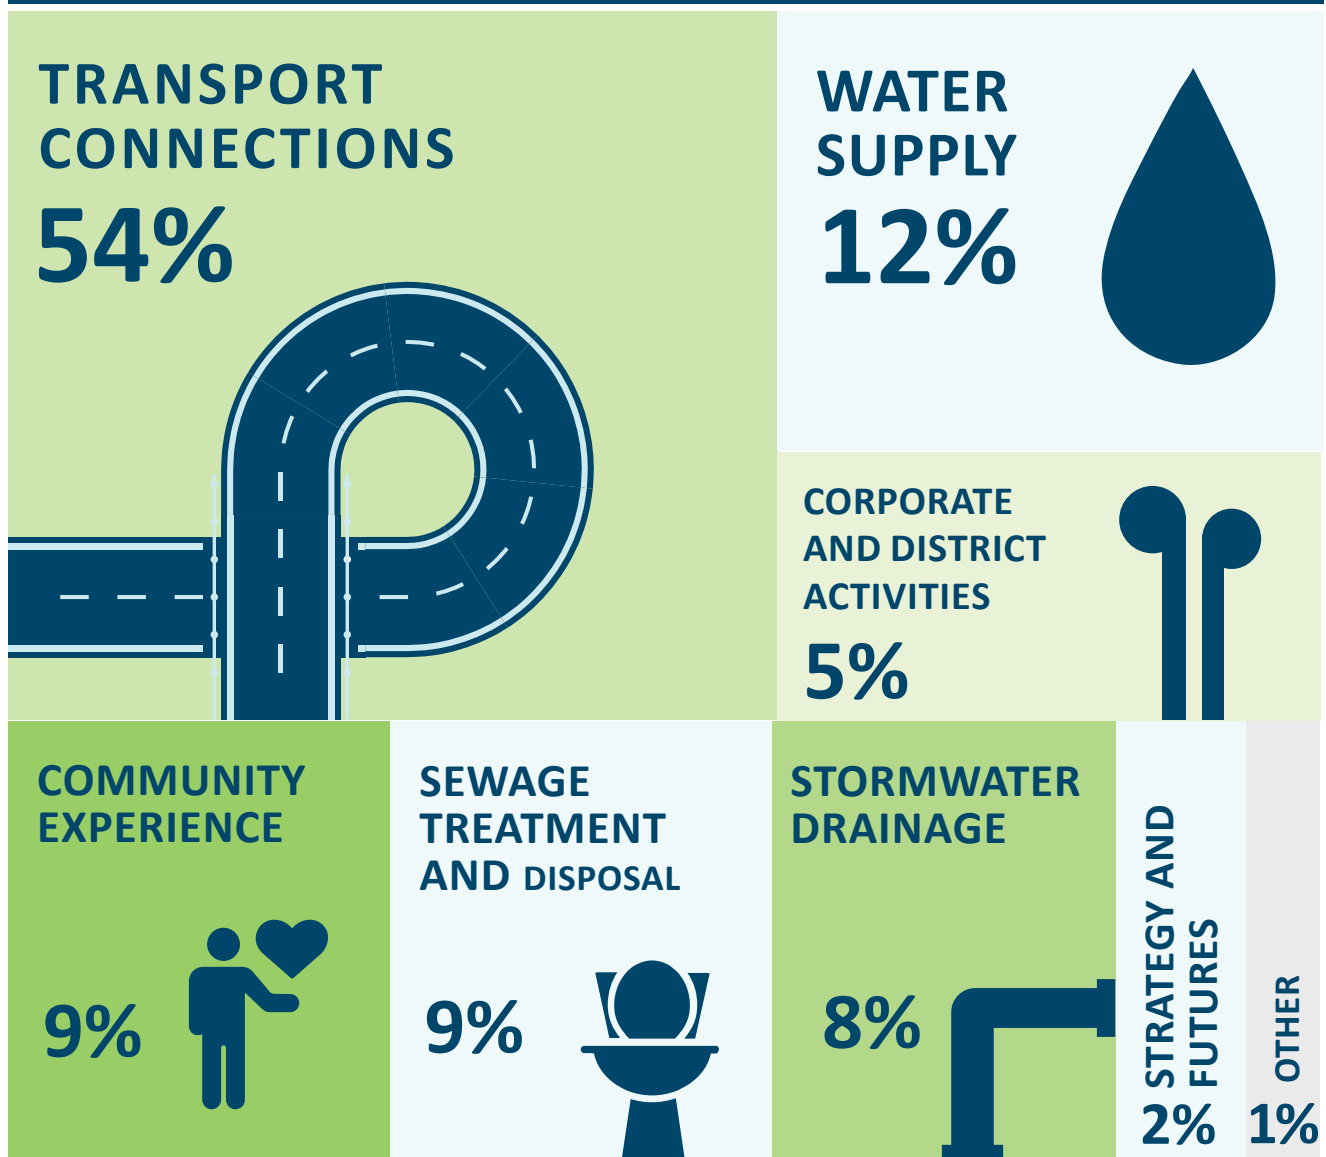 TRANSPORT
CONNECTIONS
54%
WATER
SUPPLY
12%
CORPORATE
AND DISTRICT
ACTIVITIES
5%
COMMUNITY
EXPERIENCE
9%
SEWAGE
TREATMENT
AND DISPOSAL
9%
STORMWATER
DRAINAGE
8%
STRATEGY AND
FUTURES
2%
OTHER
1%